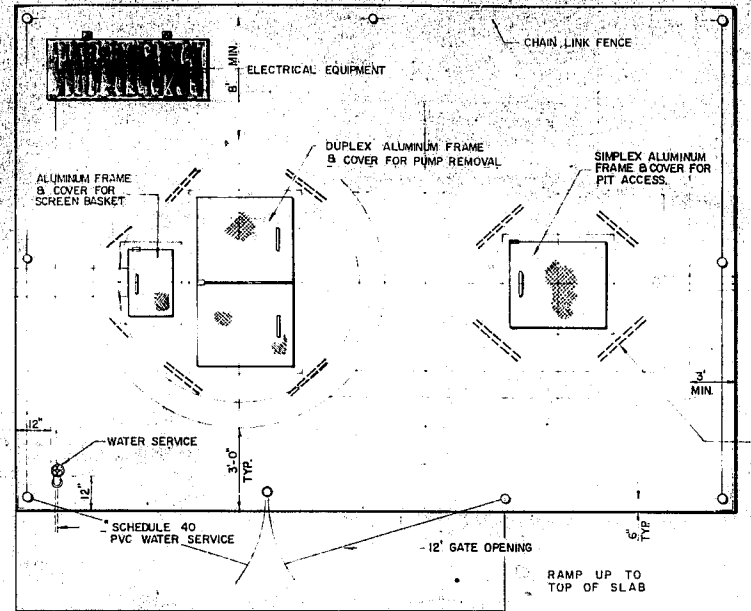 CHAIN LINK FENCE
8' MIN.
ELECTRICAL EQUIPMENT
DUPLEX ALUMINUM FRAME
& COVER FOR PUMP REMOVAL
SIMPLEX ALUMINUM
FRAME & COVER FOR
PIT ACCESS.
ALUMINUM FRAME
& COVER FOR
SCREEN BASKET
3'
MIN.
12"
WATER SERVICE
3'-0"
TYP.
12"
" SCHEDULE 40
PVC WATER SERVICE
12' GATE OPENING
6"
TYP
RAMP UP TO
TOP OF SLAB